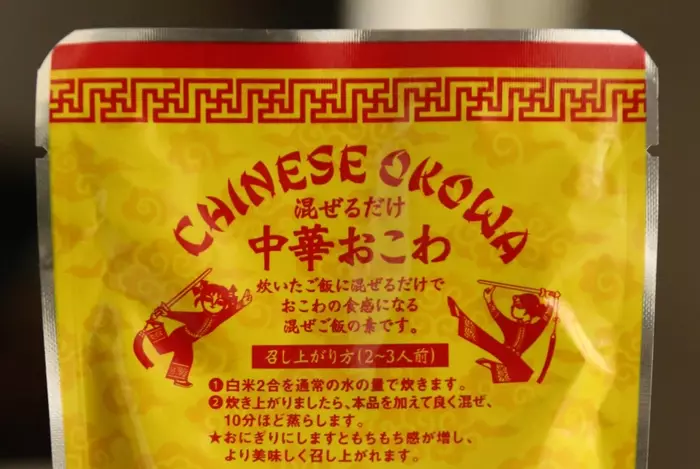 CHINESE OKOWA
混ぜるだけ
中華おこわ
炊いたご飯に混ぜるだけで
おこわの食感になる
混ぜご飯の素です。
召し上がり方(2〜3人前)
❶白米2合を通常の水の量で炊きます。
❷炊き上がりましたら、本品を加えて良く混ぜ、
10分ほど蒸らします。
★おにぎりにしますともちもち感が増し、
より美味しく召し上がれます。